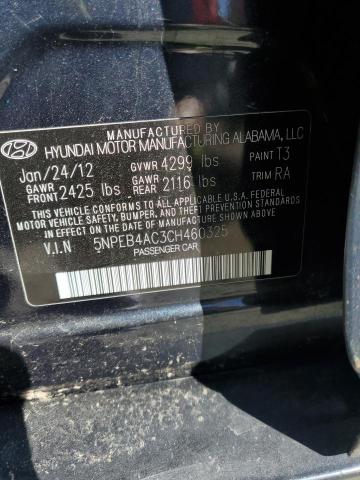 MANUFACTURED BY
HYUNDAI MOTOR MANUFACTURING ALABAMA, LLC
Jan/24/12 GVWR 4299 lbs PAINT T3
GAWR FRONT 2425 lbs GAWR REAR 2116 lbs TRIM RA
THIS VEHICLE CONFORMS TO ALL APPLICABLE U.S.A. FEDERAL
MOTOR VEHICLE SAFETY, BUMPER, AND THEFT PREVENTION STANDARDS
IN EFFECT ON THE DATE OF MANUFACTURE SHOWN ABOVE.
V.I.N 5NPEB4AC3CH460325
PASSENGER CAR